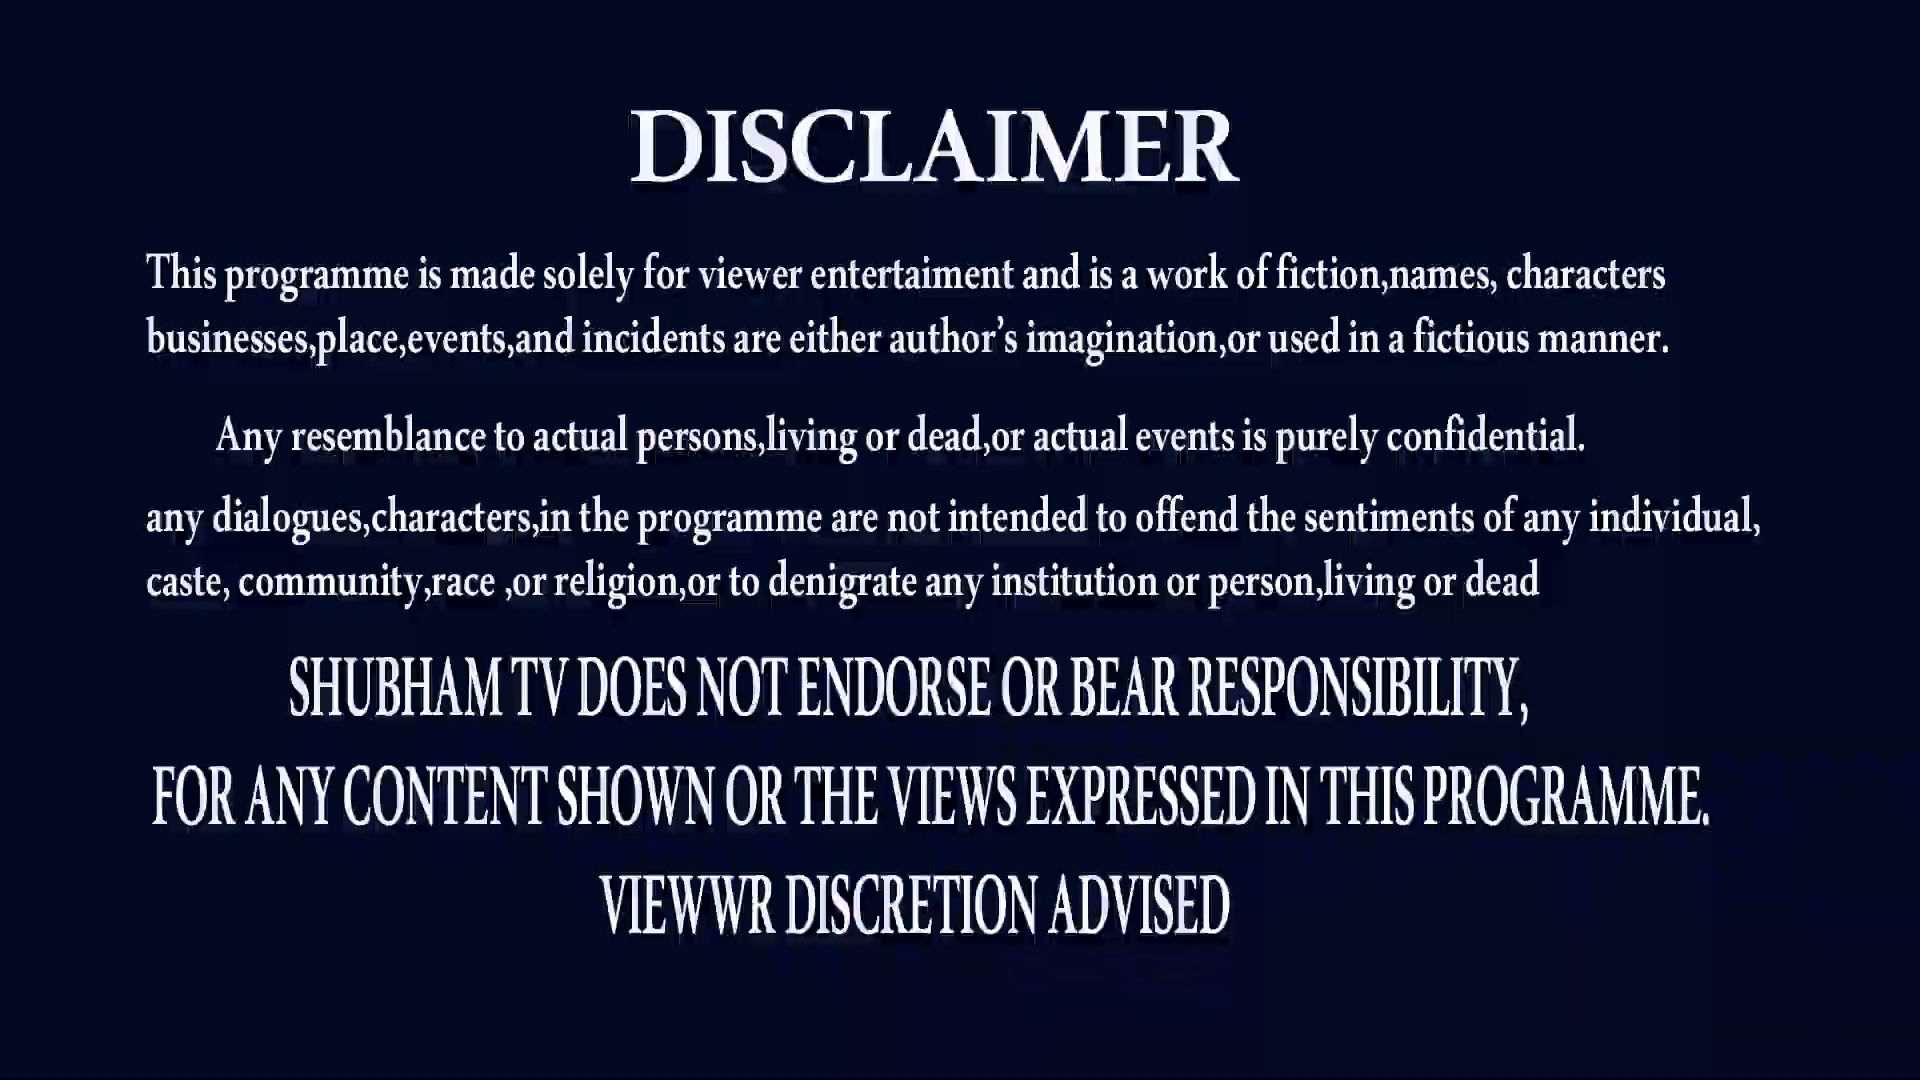 DISCLAIMER
This programme is made solely for viewer entertaiment and is a work of fiction,names, characters
businesses,place,events,and incidents are either author’s imagination,or used in a fictious manner.
Any resemblance to actual persons,living or dead,or actual events is purely confidential.
any dialogues,characters,in the programme are not intended to offend the sentiments of any individual,
caste, community,race ,or religion,or to denigrate any institution or person,living or dead
SHUBHAM TV DOES NOT ENDORSE OR BEAR RESPONSIBILITY,
FOR ANY CONTENT SHOWN OR THE VIEWS EXPRESSED IN THIS PROGRAMME.
VIEWWR DISCRETION ADVISED